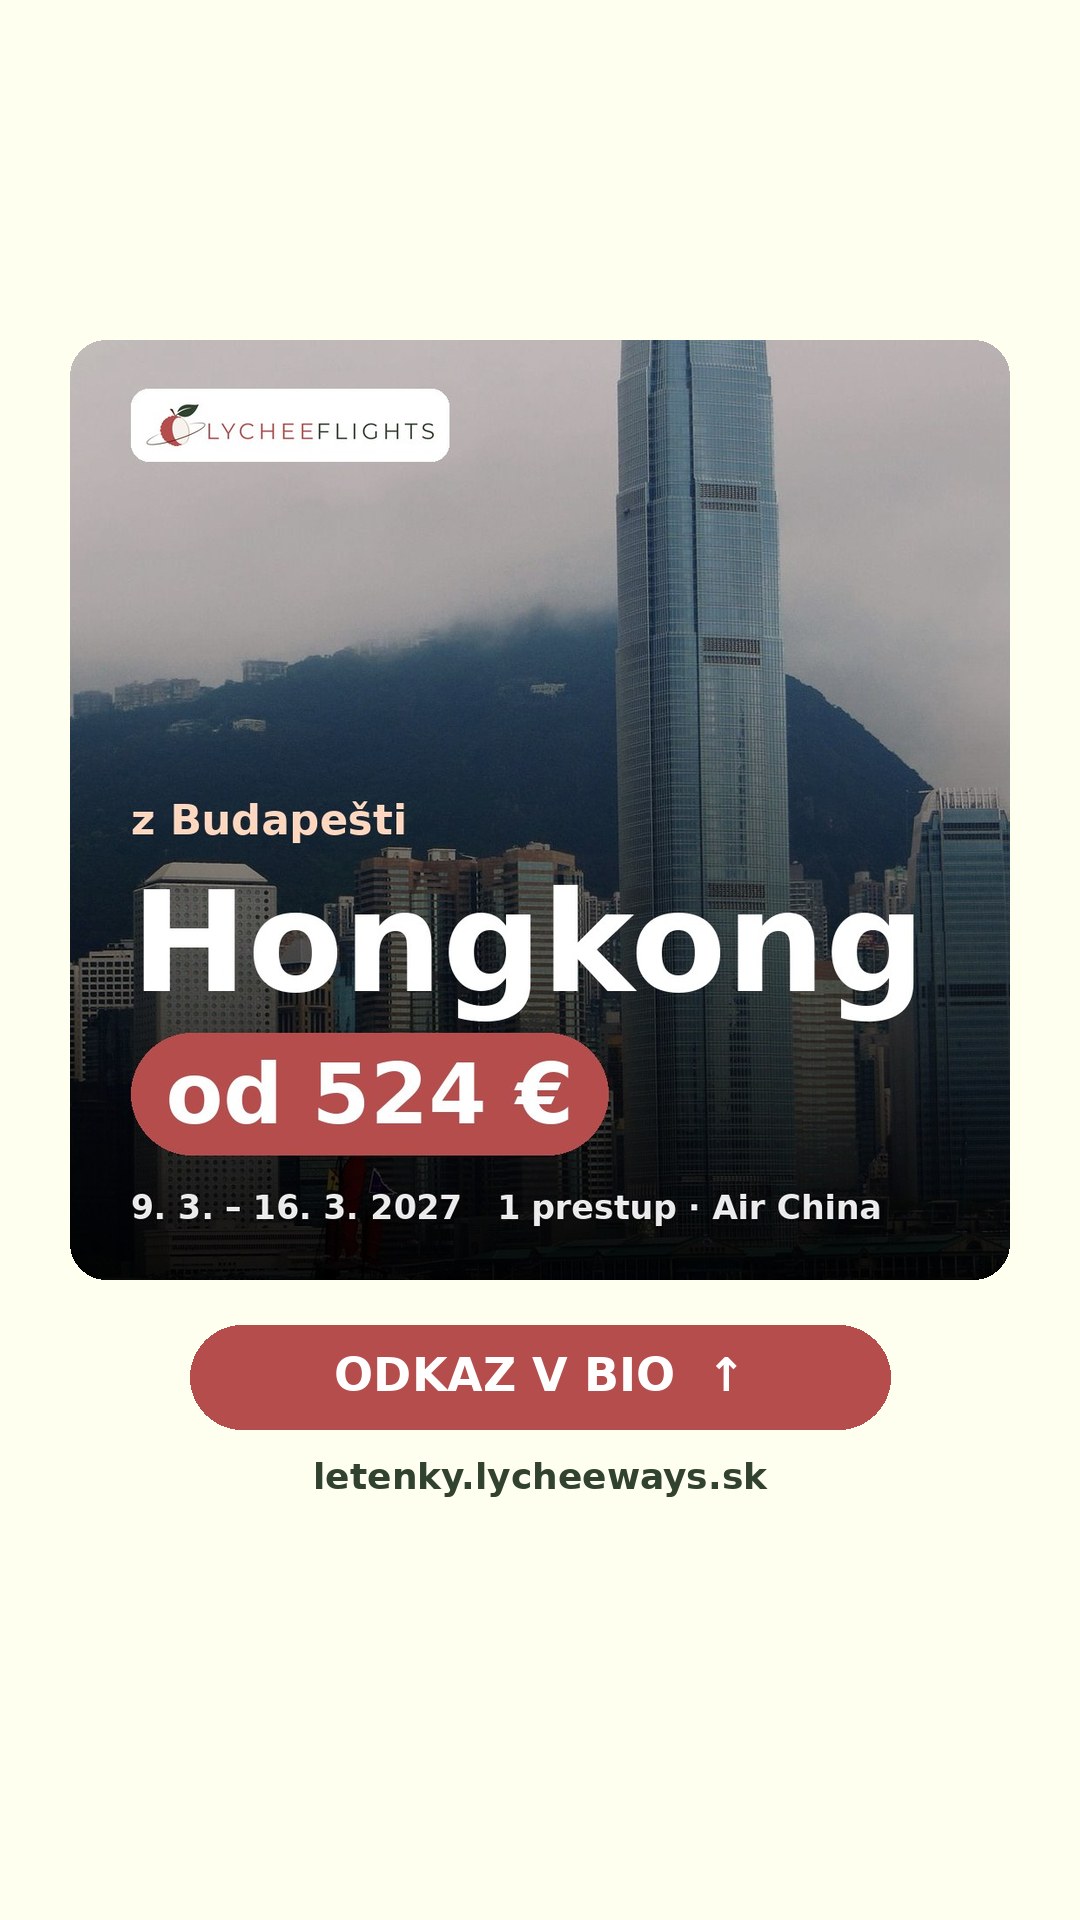 LYCHEEFLIGHTS
z Budapešti
Hongkong
od 524 €
9. 3. – 16. 3. 2027 1 prestup · Air China
ODKAZ V BIO ↑
letenky.lycheeways.sk